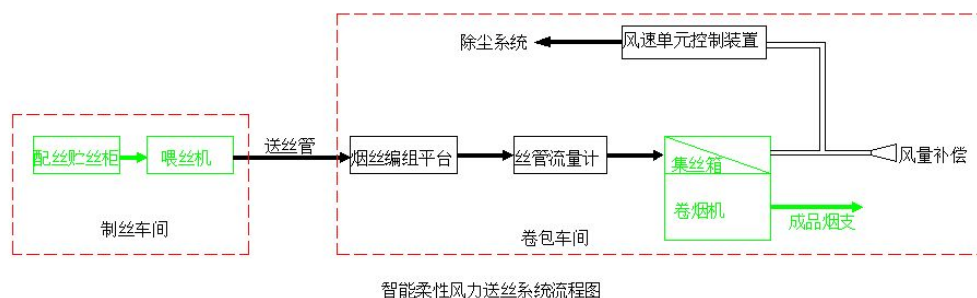 除尘系统
风速单元控制装置
配丝贮丝柜
喂丝机
送丝管
烟丝编组平台
丝管流量计
集丝箱
风量补偿
卷烟机
成品烟支
制丝车间
卷包车间
智能柔性风力送丝系统流程图